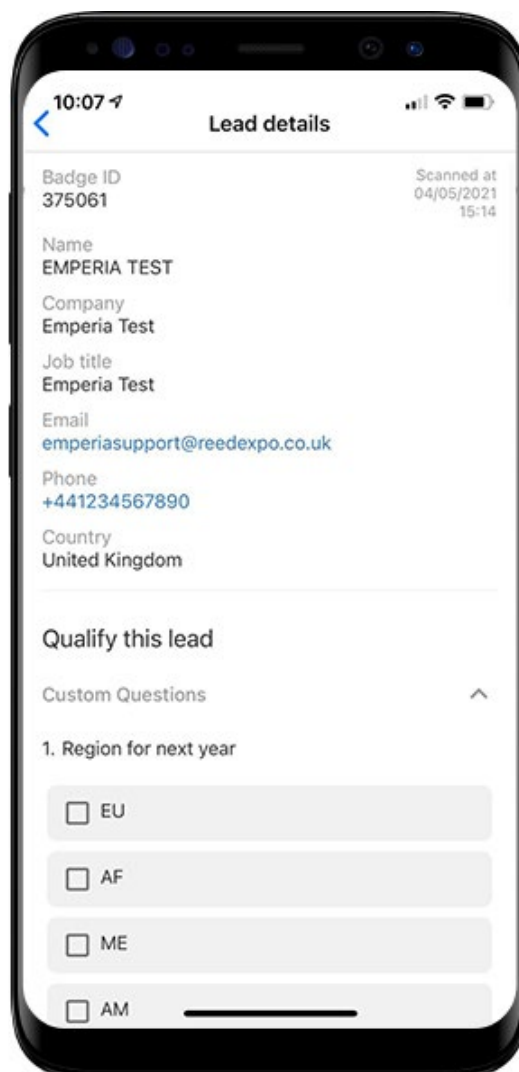 10:07
Lead details
Badge ID
375061
Scanned at
04/05/2021
15:14
Name
EMPERIA TEST
Company
Emperia Test
Job title
Emperia Test
Email
emperiasupport@reedexpo.co.uk
Phone
+441234567890
Country
United Kingdom
Qualify this lead
Custom Questions
1. Region for next year
EU
AF
ME
AM